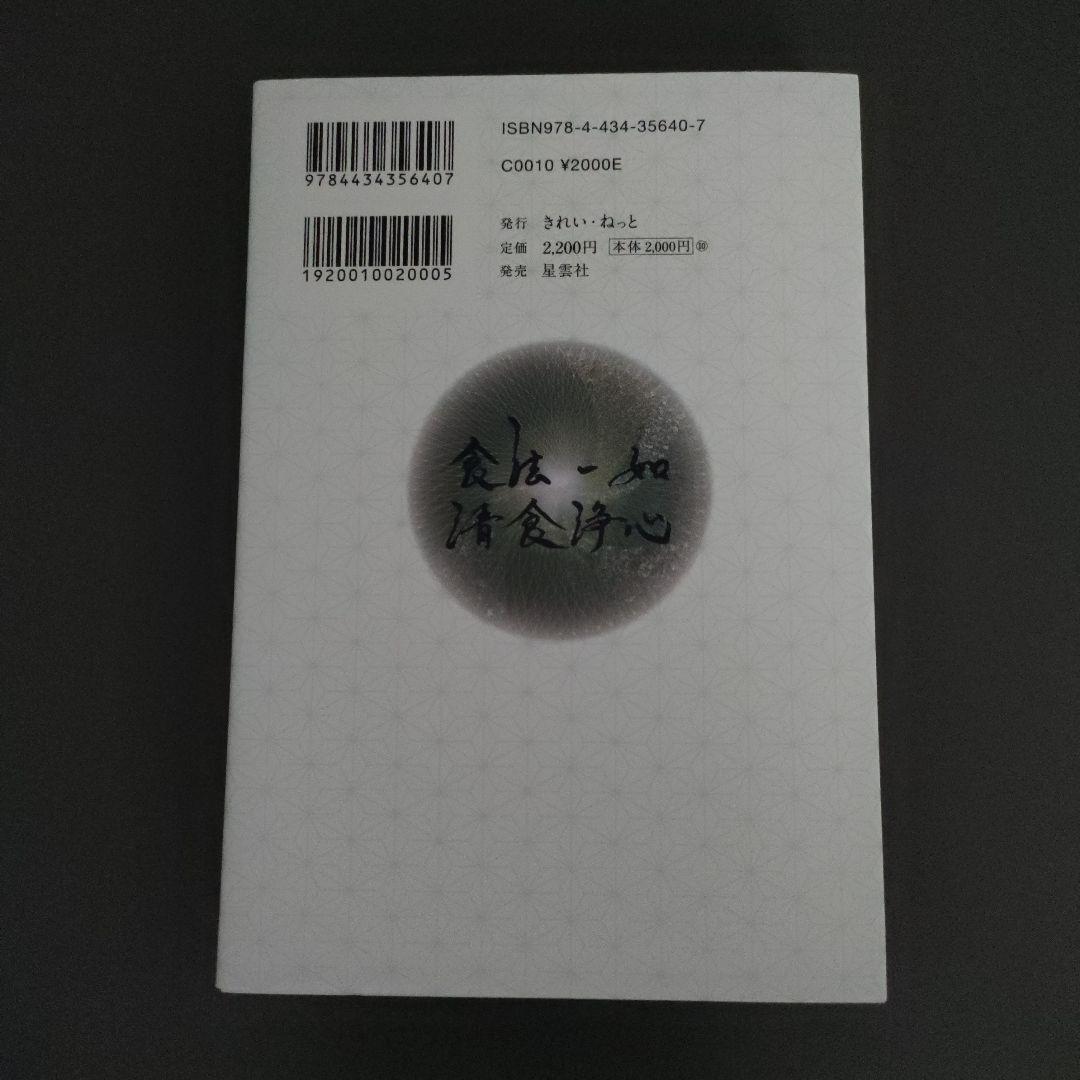 ISBN978-4-434-35640-7
9784434356407
C0010 ¥2000E
発行 きれい・ねっと
定価 2,200円 本体 2,000円 ⑩
発売 星雲社
1920010020005
食法一如
清食浄心